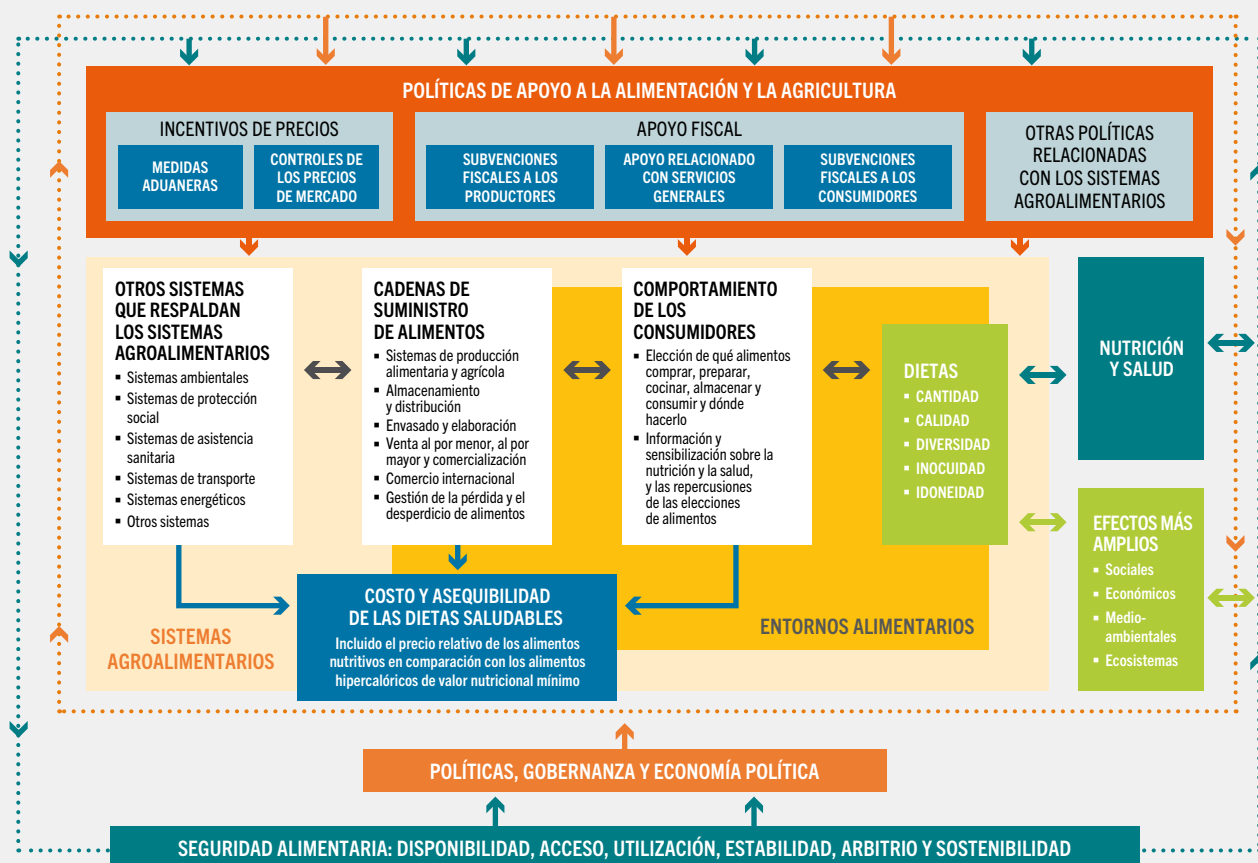 POLÍTICAS DE APOYO A LA ALIMENTACIÓN Y LA AGRICULTURA
INCENTIVOS DE PRECIOS
MEDIDAS
ADUANERAS
CONTROLES DE
LOS PRECIOS
DE MERCADO
APOYO FISCAL
SUBVENCIONES
FISCALES A LOS
PRODUCTORES
APOYO RELACIONADO
CON SERVICIOS
GENERALES
SUBVENCIONES
FISCALES A LOS
CONSUMIDORES
OTRAS POLÍTICAS
RELACIONADAS
CON LOS SISTEMAS
AGROALIMENTARIOS
OTROS SISTEMAS
QUE RESPALDAN
LOS SISTEMAS
AGROALIMENTARIOS
▪ Sistemas ambientales
▪ Sistemas de protección
social
▪ Sistemas de asistencia
sanitaria
▪ Sistemas de transporte
▪ Sistemas energéticos
▪ Otros sistemas
CADENAS DE
SUMINISTRO
DE ALIMENTOS
▪ Sistemas de producción
alimentaria y agrícola
▪ Almacenamiento
y distribución
▪ Envasado y elaboración
▪ Venta al por menor, al por
mayor y comercialización
▪ Comercio internacional
▪ Gestión de la pérdida y el
desperdicio de alimentos
COMPORTAMIENTO
DE LOS
CONSUMIDORES
▪ Elección de qué alimentos
comprar, preparar,
cocinar, almacenar y
consumir y dónde
hacerlo
▪ Información y
sensibilización sobre la
nutrición y la salud,
y las repercusiones
de las elecciones
de alimentos
DIETAS
▪ CANTIDAD
▪ CALIDAD
▪ DIVERSIDAD
▪ INOCUIDAD
▪ IDONEIDAD
NUTRICIÓN
Y SALUD
EFECTOS MÁS
AMPLIOS
▪ Sociales
▪ Económicos
▪ Medio-
ambientales
▪ Ecosistemas
COSTO Y ASEQUIBILIDAD
DE LAS DIETAS SALUDABLES
Incluido el precio relativo de los alimentos
nutritivos en comparación con los alimentos
hipercalóricos de valor nutricional mínimo
SISTEMAS
AGROALIMENTARIOS
ENTORNOS ALIMENTARIOS
POLÍTICAS, GOBERNANZA Y ECONOMÍA POLÍTICA
SEGURIDAD ALIMENTARIA: DISPONIBILIDAD, ACCESO, UTILIZACIÓN, ESTABILIDAD, ARBITRIO Y SOSTENIBILIDAD